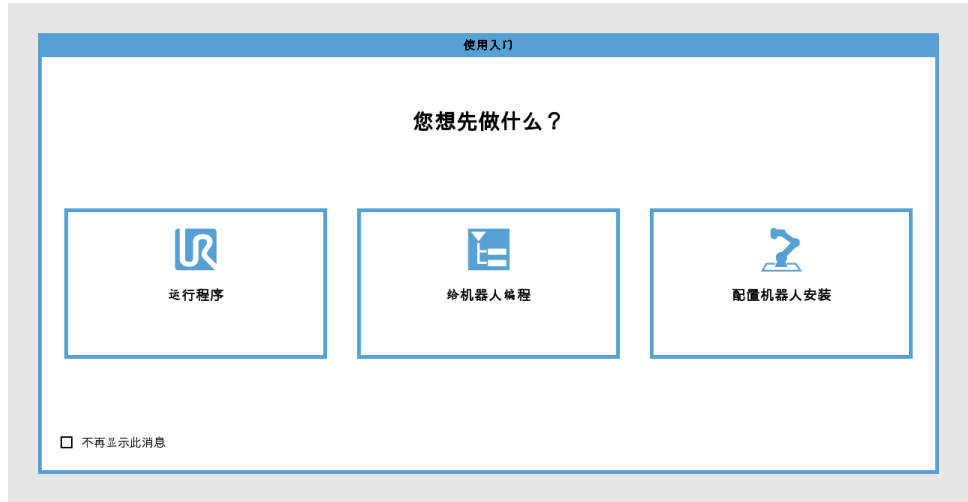 使用入门
您想先做什么？
运行程序
给机器人编程
配置机器人安装
不再显示此消息